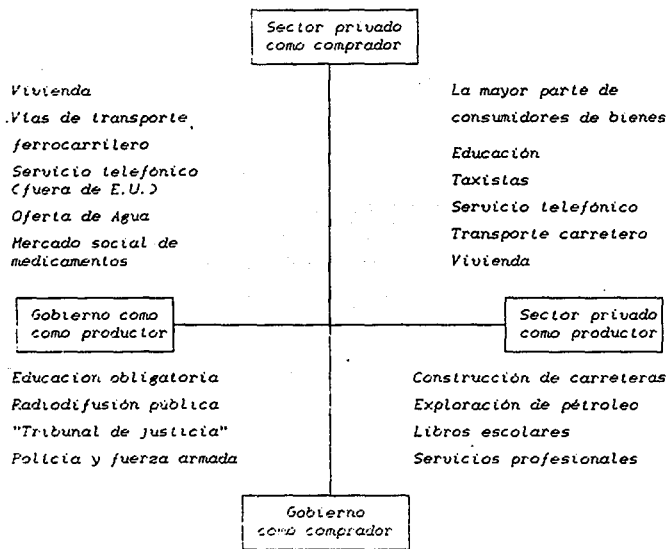 Sector privado
como comprador
Vivienda
.Vías de transporte
ferrocarrilero
Servicio telefónico
(fuera de E.U.)
Oferta de Agua
Mercado social de
medicamentos
La mayor parte de
consumidores de bienes
Educación
Taxistas
Servicio telefónico
Transporte carretero
Vivienda
Gobierno como
como productor
Sector privado
como productor
Educacion obligatoria
Radiodifusión pública
"Tribunal de justicia"
Policía y fuerza armada
Construcción de carreteras
Exploración de pétroleo
Libros escolares
Servicios profesionales
Gobierno
como comprador